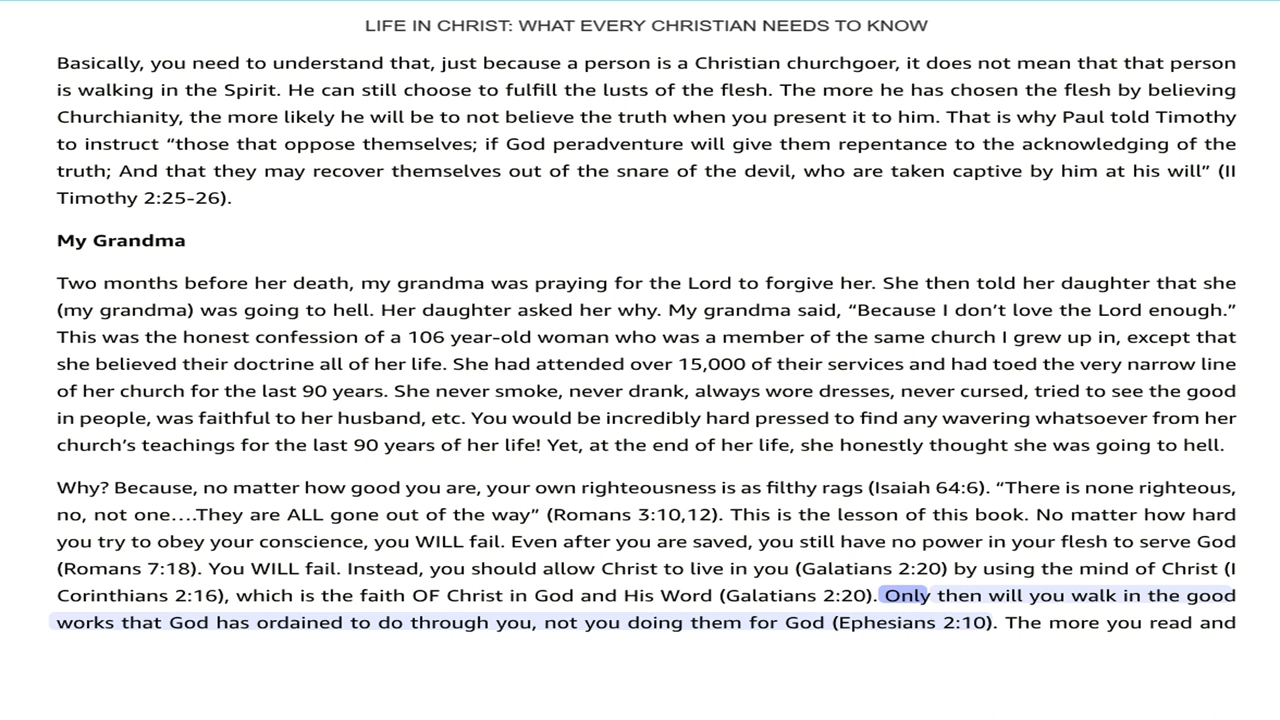 LIFE IN CHRIST: WHAT EVERY CHRISTIAN NEEDS TO KNOW
Basically, you need to understand that, just because a person is a Christian churchgoer, it does not mean that that person
is walking in the Spirit. He can still choose to fulfill the lusts of the flesh. The more he has chosen the flesh by believing
Churchianity, the more likely he will be to not believe the truth when you present it to him. That is why Paul told Timothy
to instruct “those that oppose themselves; if God peradventure will give them repentance to the acknowledging of the
truth; And that they may recover themselves out of the snare of the devil, who are taken captive by him at his will” (II
Timothy 2:25-26).
My Grandma
Two months before her death, my grandma was praying for the Lord to forgive her. She then told her daughter that she
(my grandma) was going to hell. Her daughter asked her why. My grandma said, “Because I don’t love the Lord enough.”
This was the honest confession of a 106 year-old woman who was a member of the same church I grew up in, except that
she believed their doctrine all of her life. She had attended over 15,000 of their services and had toed the very narrow line
of her church for the last 90 years. She never smoke, never drank, always wore dresses, never cursed, tried to see the good
in people, was faithful to her husband, etc. You would be incredibly hard pressed to find any wavering whatsoever from her
church’s teachings for the last 90 years of her life! Yet, at the end of her life, she honestly thought she was going to hell.
Why? Because, no matter how good you are, your own righteousness is as filthy rags (Isaiah 64:6). “There is none righteous,
no, not one….They are ALL gone out of the way” (Romans 3:10,12). This is the lesson of this book. No matter how hard
you try to obey your conscience, you WILL fail. Even after you are saved, you still have no power in your flesh to serve God
(Romans 7:18). You WILL fail. Instead, you should allow Christ to live in you (Galatians 2:20) by using the mind of Christ (I
Corinthians 2:16), which is the faith OF Christ in God and His Word (Galatians 2:20). Only then will you walk in the good
works that God has ordained to do through you, not you doing them for God (Ephesians 2:10). The more you read and